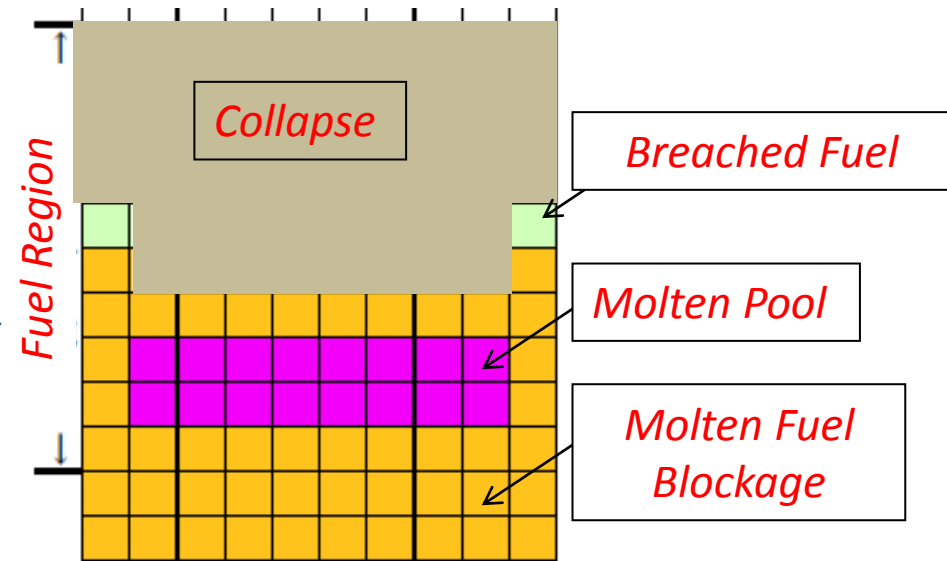 Fuel Region
Collapse
Breached Fuel
Molten Pool
Molten Fuel
Blockage